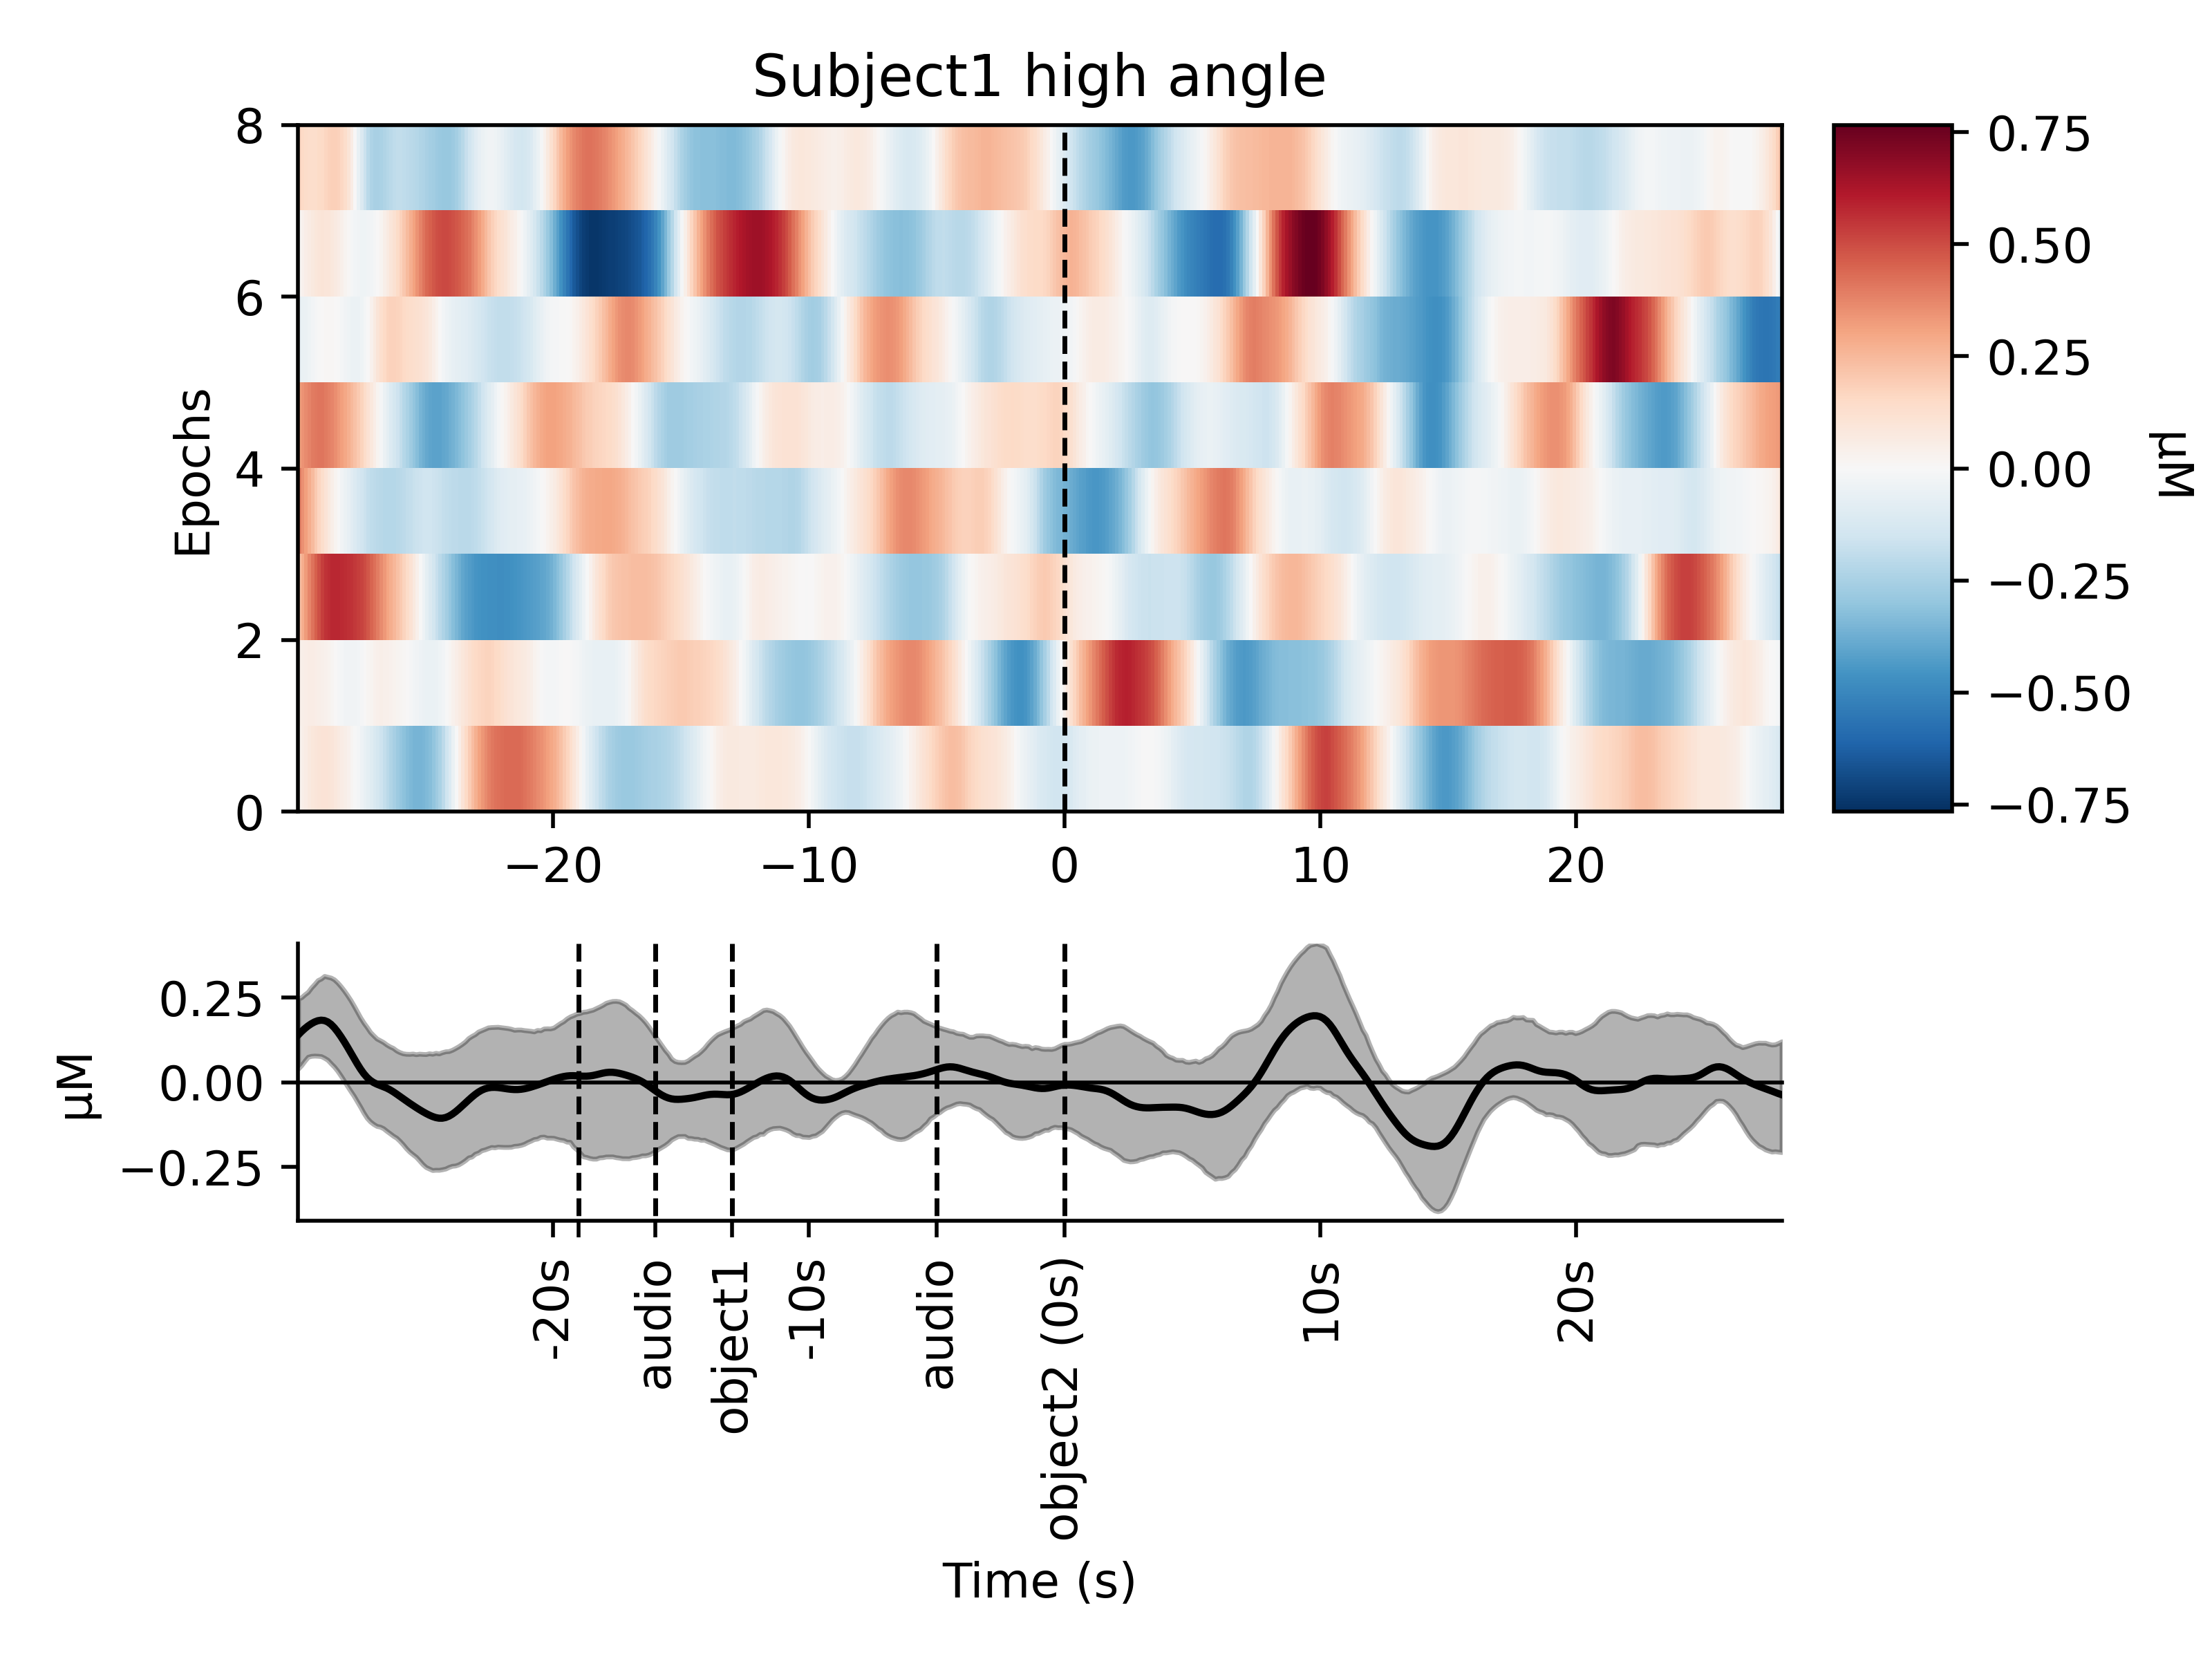 Subject1 high angle
8
6
4
2
0
Epochs
−20
−10
0
10
20
0.75
0.50
0.25
0.00
−0.25
−0.50
−0.75
µM
0.25
0.00
−0.25
µM
-20s
audio
object1
-10s
audio
object2 (0s)
10s
20s
Time (s)